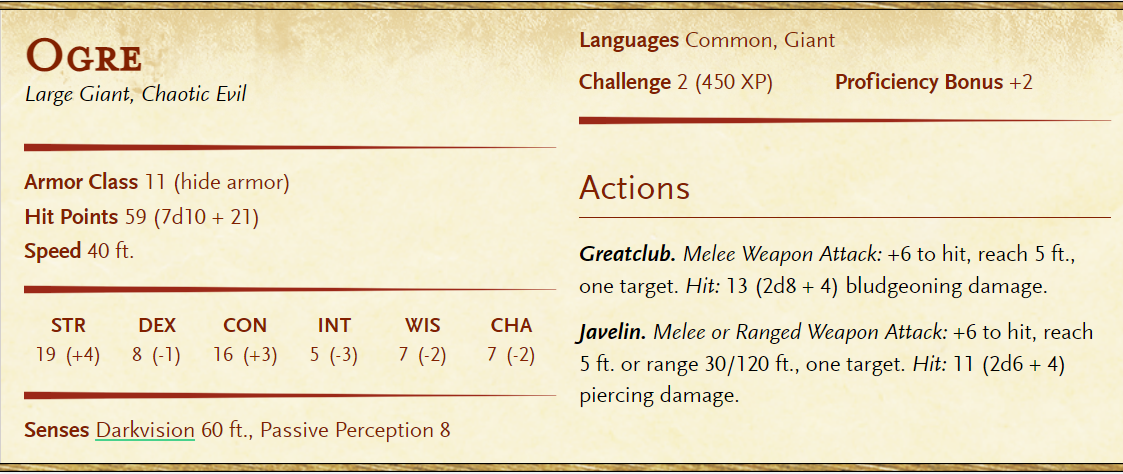 OGRE
Large Giant, Chaotic Evil
Armor Class 11 (hide armor)
Hit Points 59 (7d10 + 21)
Speed 40 ft.
STR DEX CON INT WIS CHA
19 (+4) 8 (-1) 16 (+3) 5 (-3) 7 (-2) 7 (-2)
Senses Darkvision 60 ft., Passive Perception 8
Languages Common, Giant
Challenge 2 (450 XP) Proficiency Bonus +2
Actions
Greatclub. Melee Weapon Attack: +6 to hit, reach 5 ft.,
one target. Hit: 13 (2d8 + 4) bludgeoning damage.
Javelin. Melee or Ranged Weapon Attack: +6 to hit, reach
5 ft. or range 30/120 ft., one target. Hit: 11 (2d6 + 4)
piercing damage.